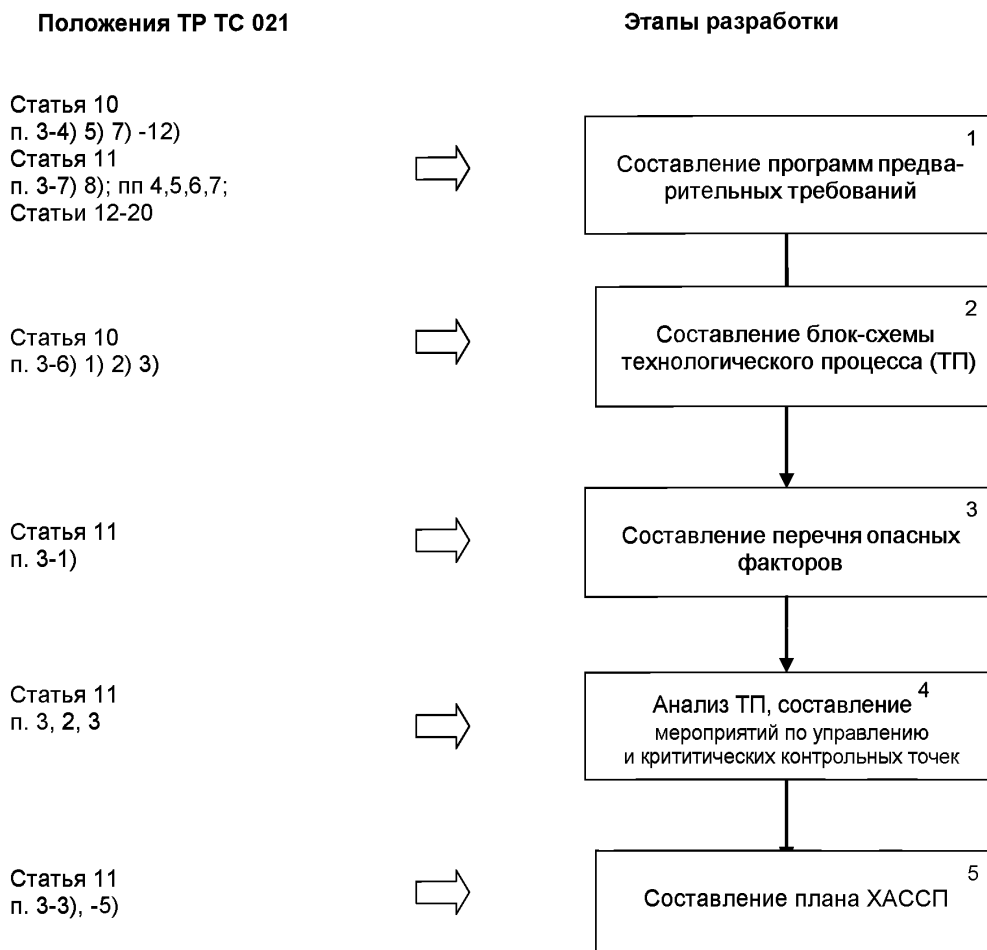 Положения ТР ТС 021
Этапы разработки
Статья 10
п. 3-4) 5) 7) -12)
Статья 11
п. 3-7) 8); пп 4,5,6,7;
Статьи 12-20
1
Составление программ предва-
рительных требований
Статья 10
п. 3-6) 1) 2) 3)
2
Составление блок-схемы
технологического процесса (ТП)
Статья 11
п. 3-1)
3
Составление перечня опасных
факторов
Статья 11
п. 3, 2, 3
4
Анализ ТП, составление
мероприятий по управлению
и крититических контрольных точек
Статья 11
п. 3-3), -5)
5
Составление плана ХАССП